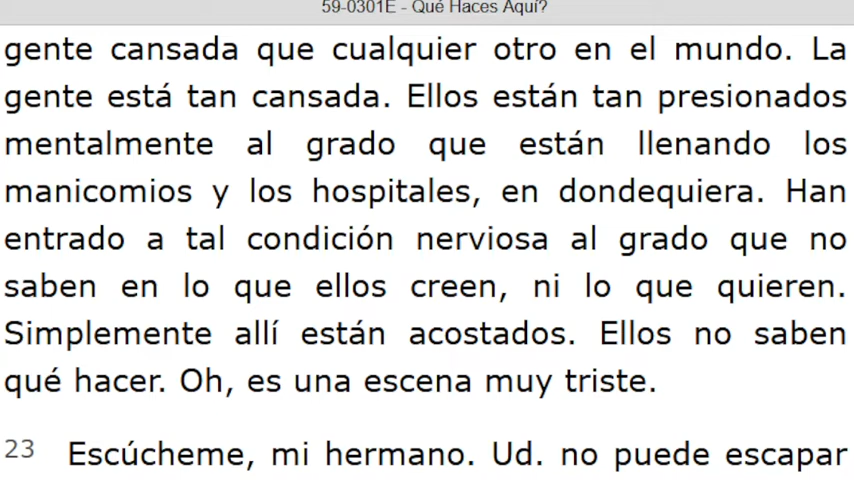 59-0301E - Qué Haces Aquí?
gente cansada que cualquier otro en el mundo. La
gente está tan cansada. Ellos están tan presionados
mentalmente al grado que están llenando los
manicomios y los hospitales, en dondequiera. Han
entrado a tal condición nerviosa al grado que no
saben en lo que ellos creen, ni lo que quieren.
Simplemente allí están acostados. Ellos no saben
qué hacer. Oh, es una escena muy triste.
23 Escúcheme, mi hermano. Ud. no puede escapar